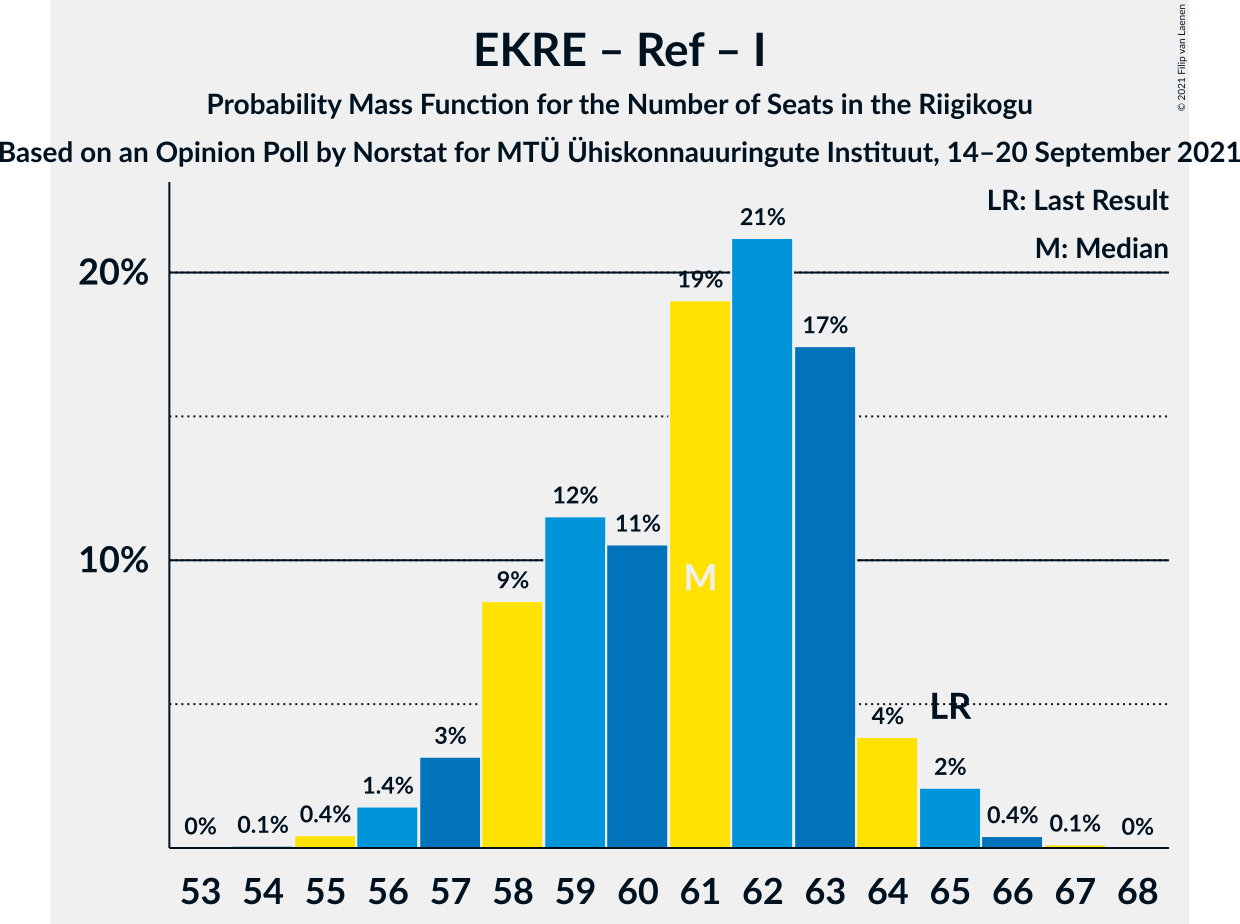 EKRE – Ref – I
Probability Mass Function for the Number of Seats in the Riigikogu
Based on an Opinion Poll by Norstat for MTÜ Ühiskonnauuringute Instituut, 14–20 September 2021
© 2021 Filip van Laenen
LR: Last Result
M: Median
20%
10%
0%
0.1%
0.4%
1.4%
3%
9%
12%
11%
19%
21%
17%
4%
2%
0.4%
0.1%
0%
M
LR
53 54 55 56 57 58 59 60 61 62 63 64 65 66 67 68